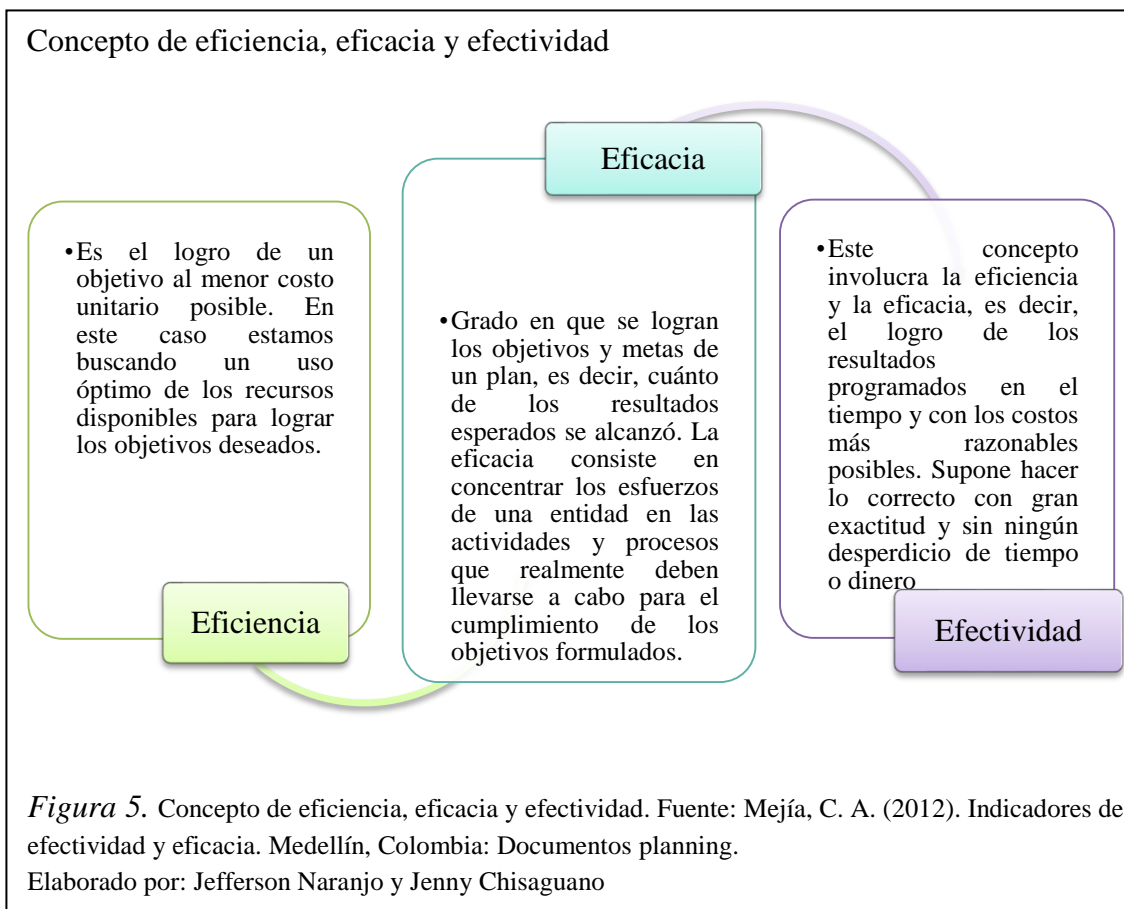 Concepto de eficiencia, eficacia y efectividad
•Es el logro de un
objetivo al menor costo
unitario posible. En
este caso estamos
buscando un uso
óptimo de los recursos
disponibles para lograr
los objetivos deseados.
Eficiencia
Eficacia
•Grado en que se logran
los objetivos y metas de
un plan, es decir, cuánto
de los resultados
esperados se alcanzó. La
eficacia consiste en
concentrar los esfuerzos
de una entidad en las
actividades y procesos
que realmente deben
llevarse a cabo para el
cumplimiento de los
objetivos formulados.
•Este concepto
involucra la eficiencia
y la eficacia, es decir,
el logro de los
resultados
programados en el
tiempo y con los costos
más razonables
posibles. Supone hacer
lo correcto con gran
exactitud y sin ningún
desperdicio de tiempo
o dinero
Efectividad
Figura 5. Concepto de eficiencia, eficacia y efectividad. Fuente: Mejía, C. A. (2012). Indicadores de
efectividad y eficacia. Medellín, Colombia: Documentos planning.
Elaborado por: Jefferson Naranjo y Jenny Chisaguano